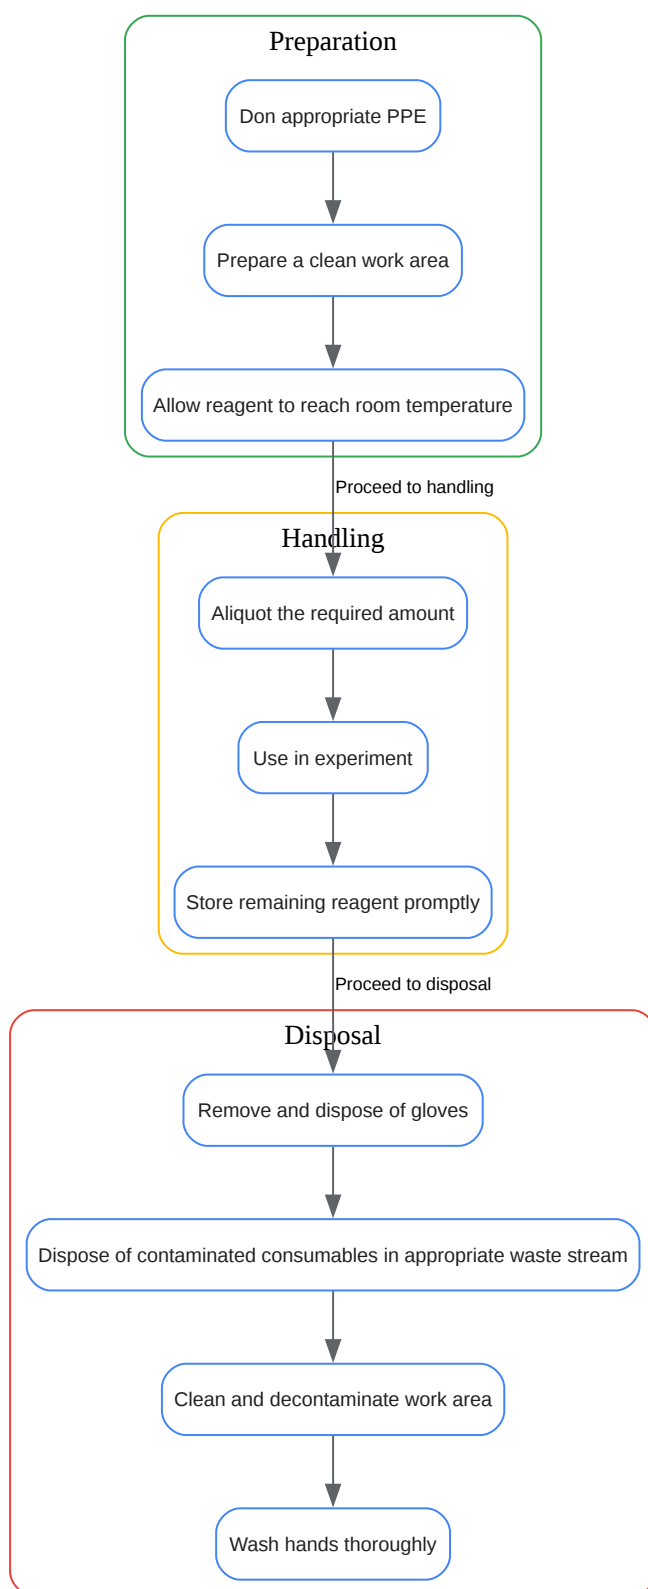 Preparation
Don appropriate PPE
Prepare a clean work area
Allow reagent to reach room temperature
Proceed to handling
Handling
Aliquot the required amount
Use in experiment
Store remaining reagent promptly
Proceed to disposal
Disposal
Remove and dispose of gloves
Dispose of contaminated consumables in appropriate waste stream
Clean and decontaminate work area
Wash hands thoroughly